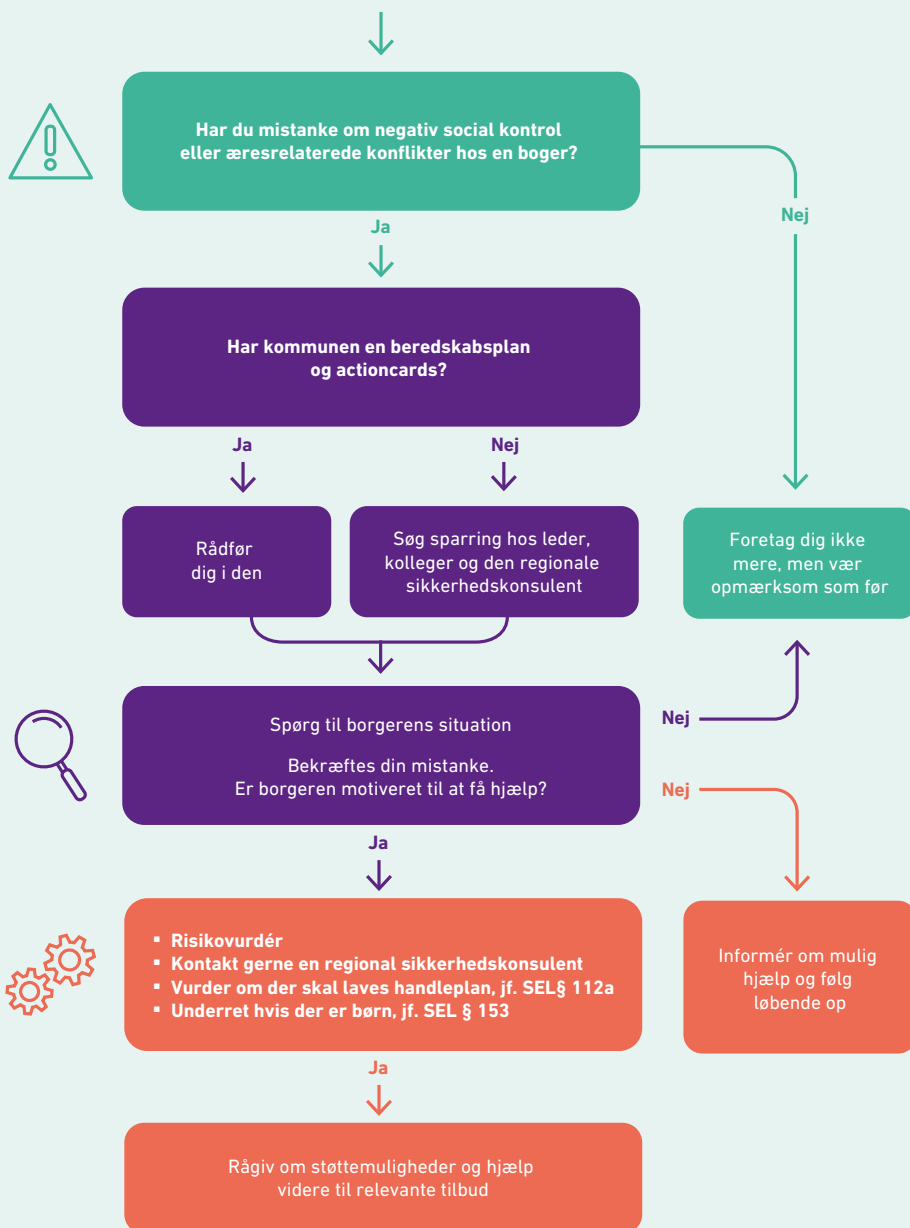 Har du mistanke om negativ social kontrol
eller æresrelaterede konflikter hos en boger?
Nej
Ja
Har kommunen en beredskabsplan
og actioncards?
Ja
Nej
Rådfør
dig i den
Søg sparring hos leder,
kolleger og den regionale
sikkerhedskonsulent
Foretag dig ikke
mere, men vær
opmærksom som før
Spørg til borgerens situation
Bekræftes din mistanke.
Er borgeren motiveret til at få hjælp?
Nej
Nej
Ja
▪ Risikovurdér
▪ Kontakt gerne en regional sikkerhedskonsulent
▪ Vurder om der skal laves handleplan, jf. SEL§ 112a
▪ Underret hvis der er børn, jf. SEL § 153
Informér om mulig
hjælp og følg
løbende op
Ja
Rågiv om støttemuligheder og hjælp
videre til relevante tilbud